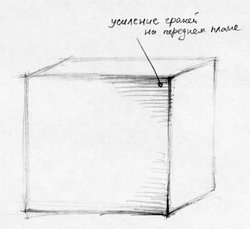 усиление граней
на переднем плане